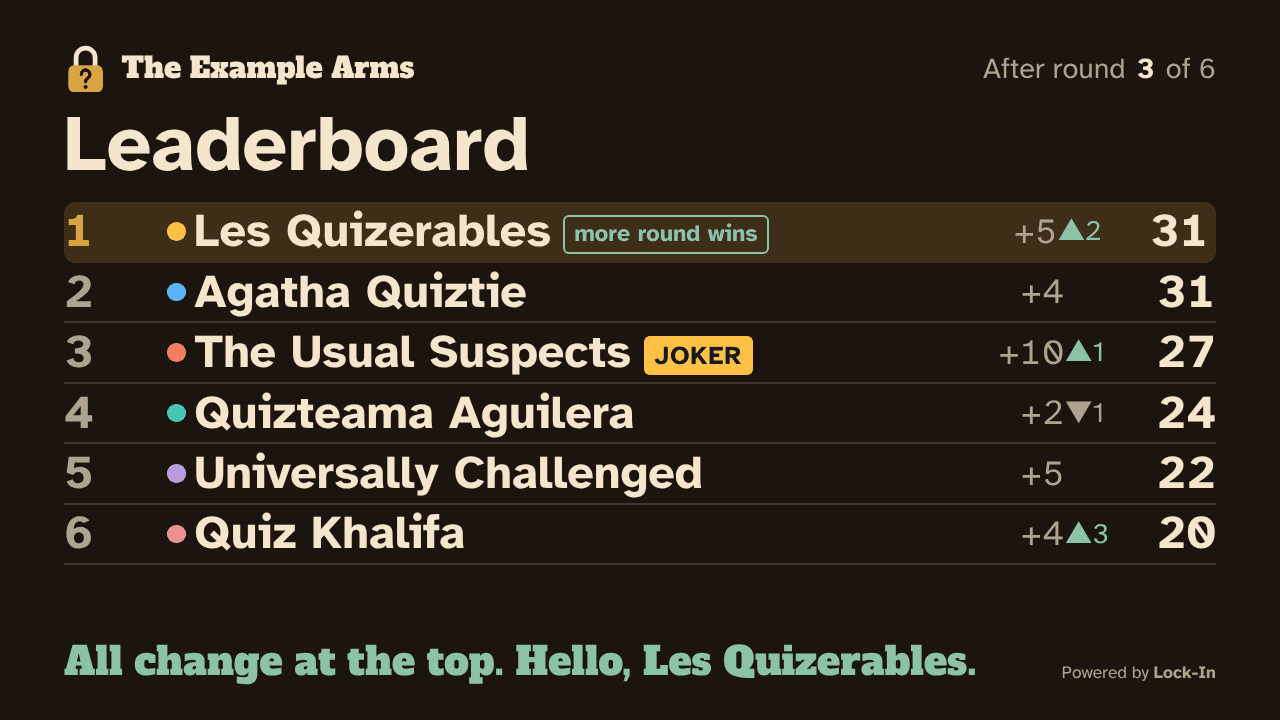 ?
The Example Arms
After round 3 of 6
Leaderboard
1 Les Quizerables more round wins +5▲2 31
2 Agatha Quiztie +4 31
3 The Usual Suspects JOKER +10▲1 27
4 Quizteama Aguilera +2▼1 24
5 Universally Challenged +5 22
6 Quiz Khalifa +4▲3 20
All change at the top. Hello, Les Quizerables.
Powered by Lock-In